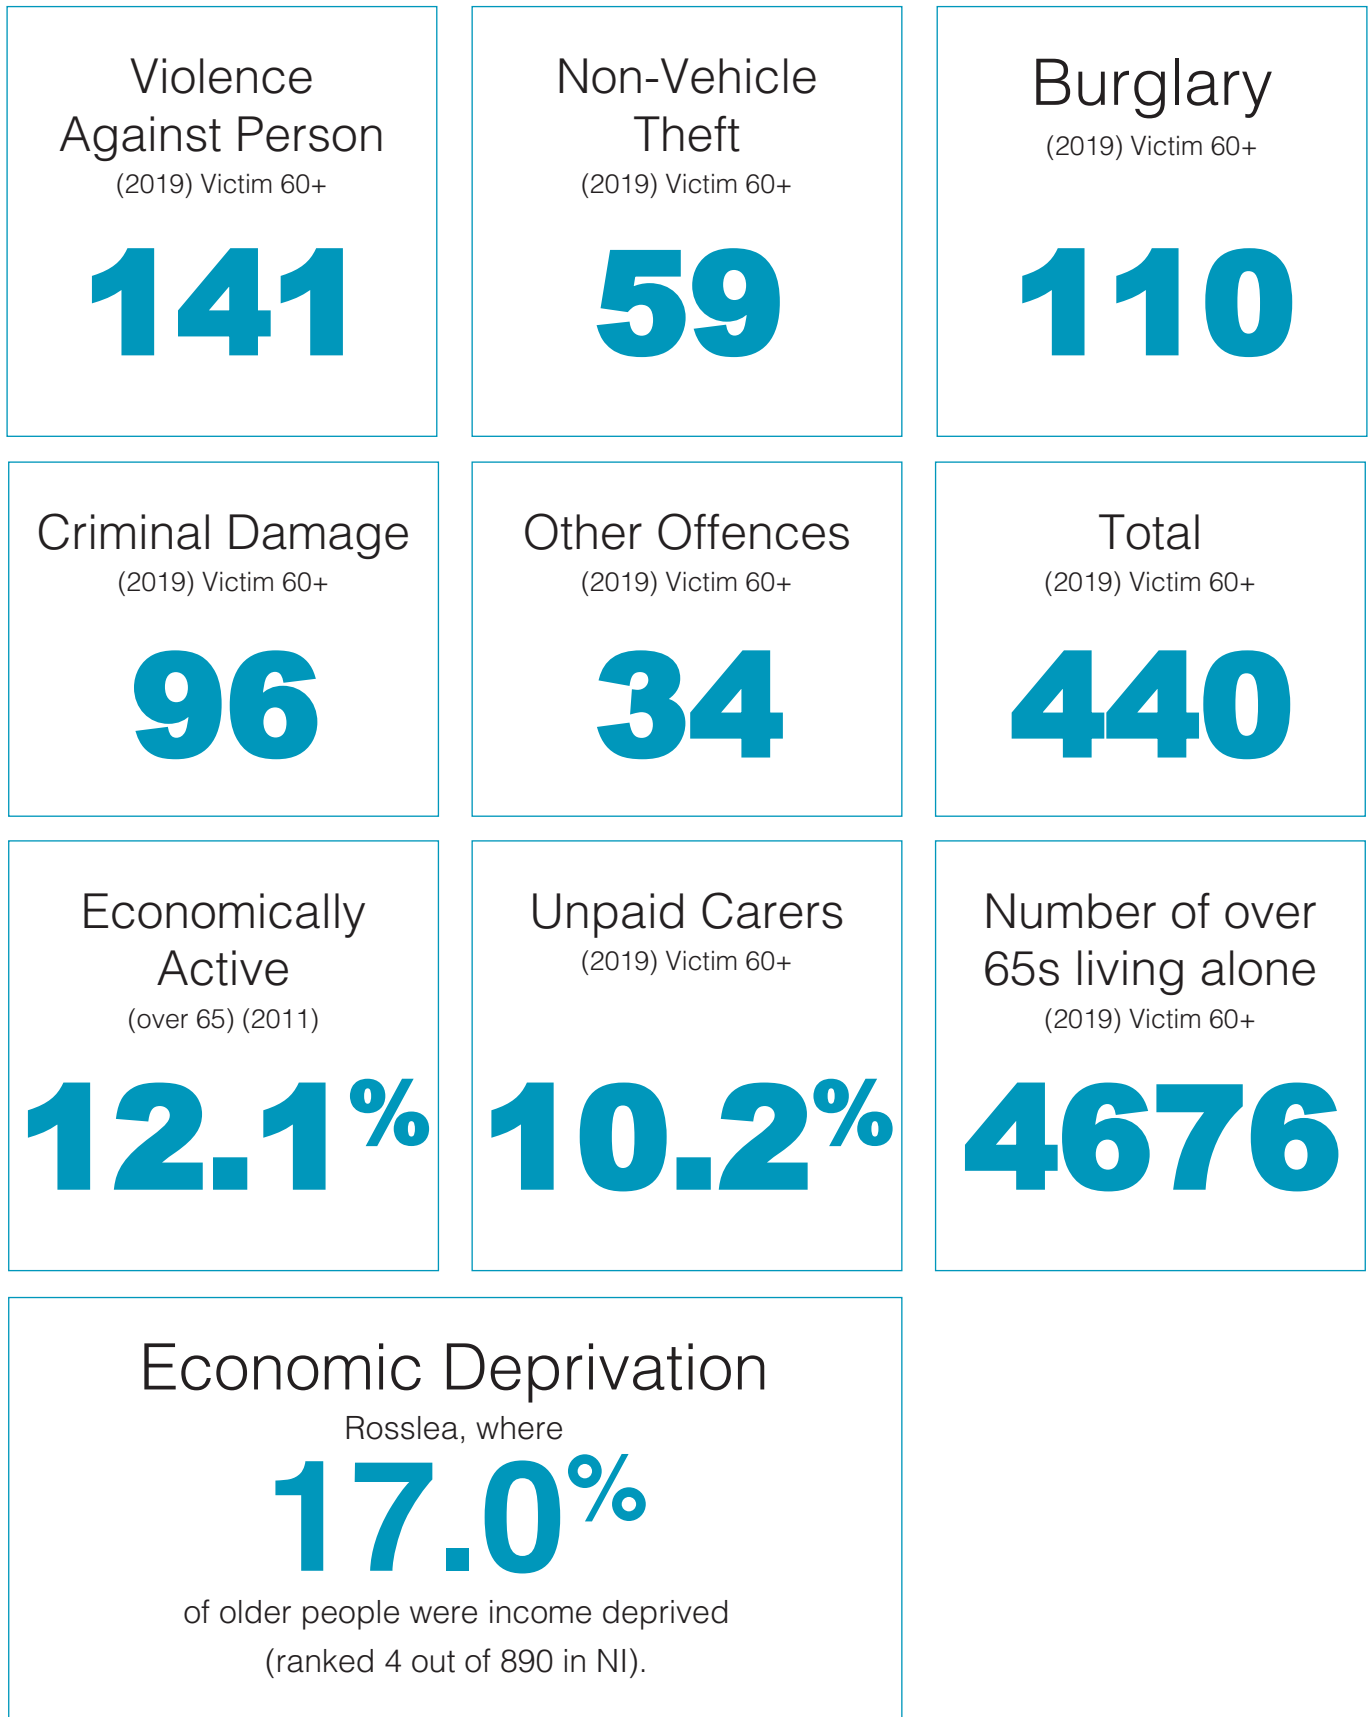 Violence
Against Person
(2019) Victim 60+
141
Non-Vehicle
Theft
(2019) Victim 60+
59
Burglary
(2019) Victim 60+
110
Criminal Damage
(2019) Victim 60+
96
Other Offences
(2019) Victim 60+
34
Total
(2019) Victim 60+
440
Economically
Active
(over 65) (2011)
12.1%
Unpaid Carers
(2019) Victim 60+
10.2%
Number of over
65s living alone
(2019) Victim 60+
4676
Economic Deprivation
Rosslea, where
17.0%
of older people were income deprived
(ranked 4 out of 890 in NI).